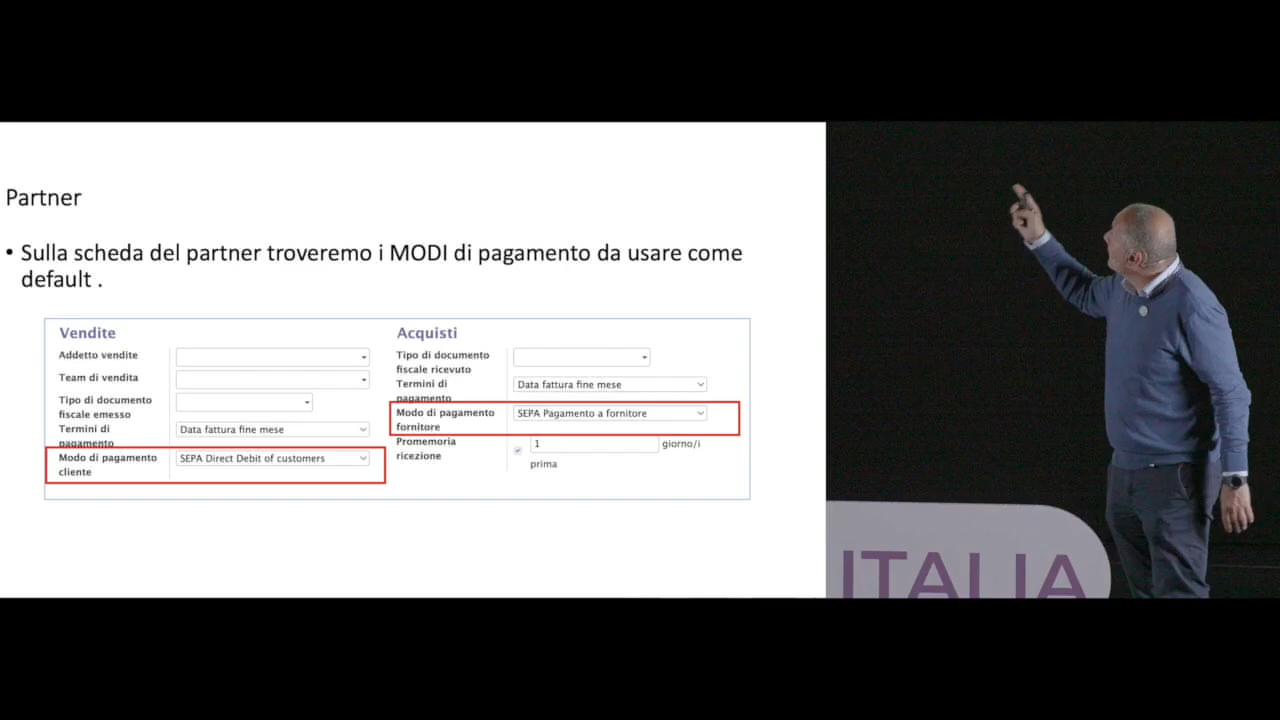 Partner
• Sulla scheda del partner troveremo i MODI di pagamento da usare come
default .
Vendite
Addetto vendite
Team di vendita
Tipo di documento
fiscale emesso
Termini di
pagamento
Data fattura fine mese
Modo di pagamento
cliente
SEPA Direct Debit of customers
Acquisti
Tipo di documento
fiscale ricevuto
Termini di
pagamento
Data fattura fine mese
Modo di pagamento
fornitore
SEPA Pagamento a fornitore
Promemoria
ricezione
1
giorno/i
prima
ITALIA